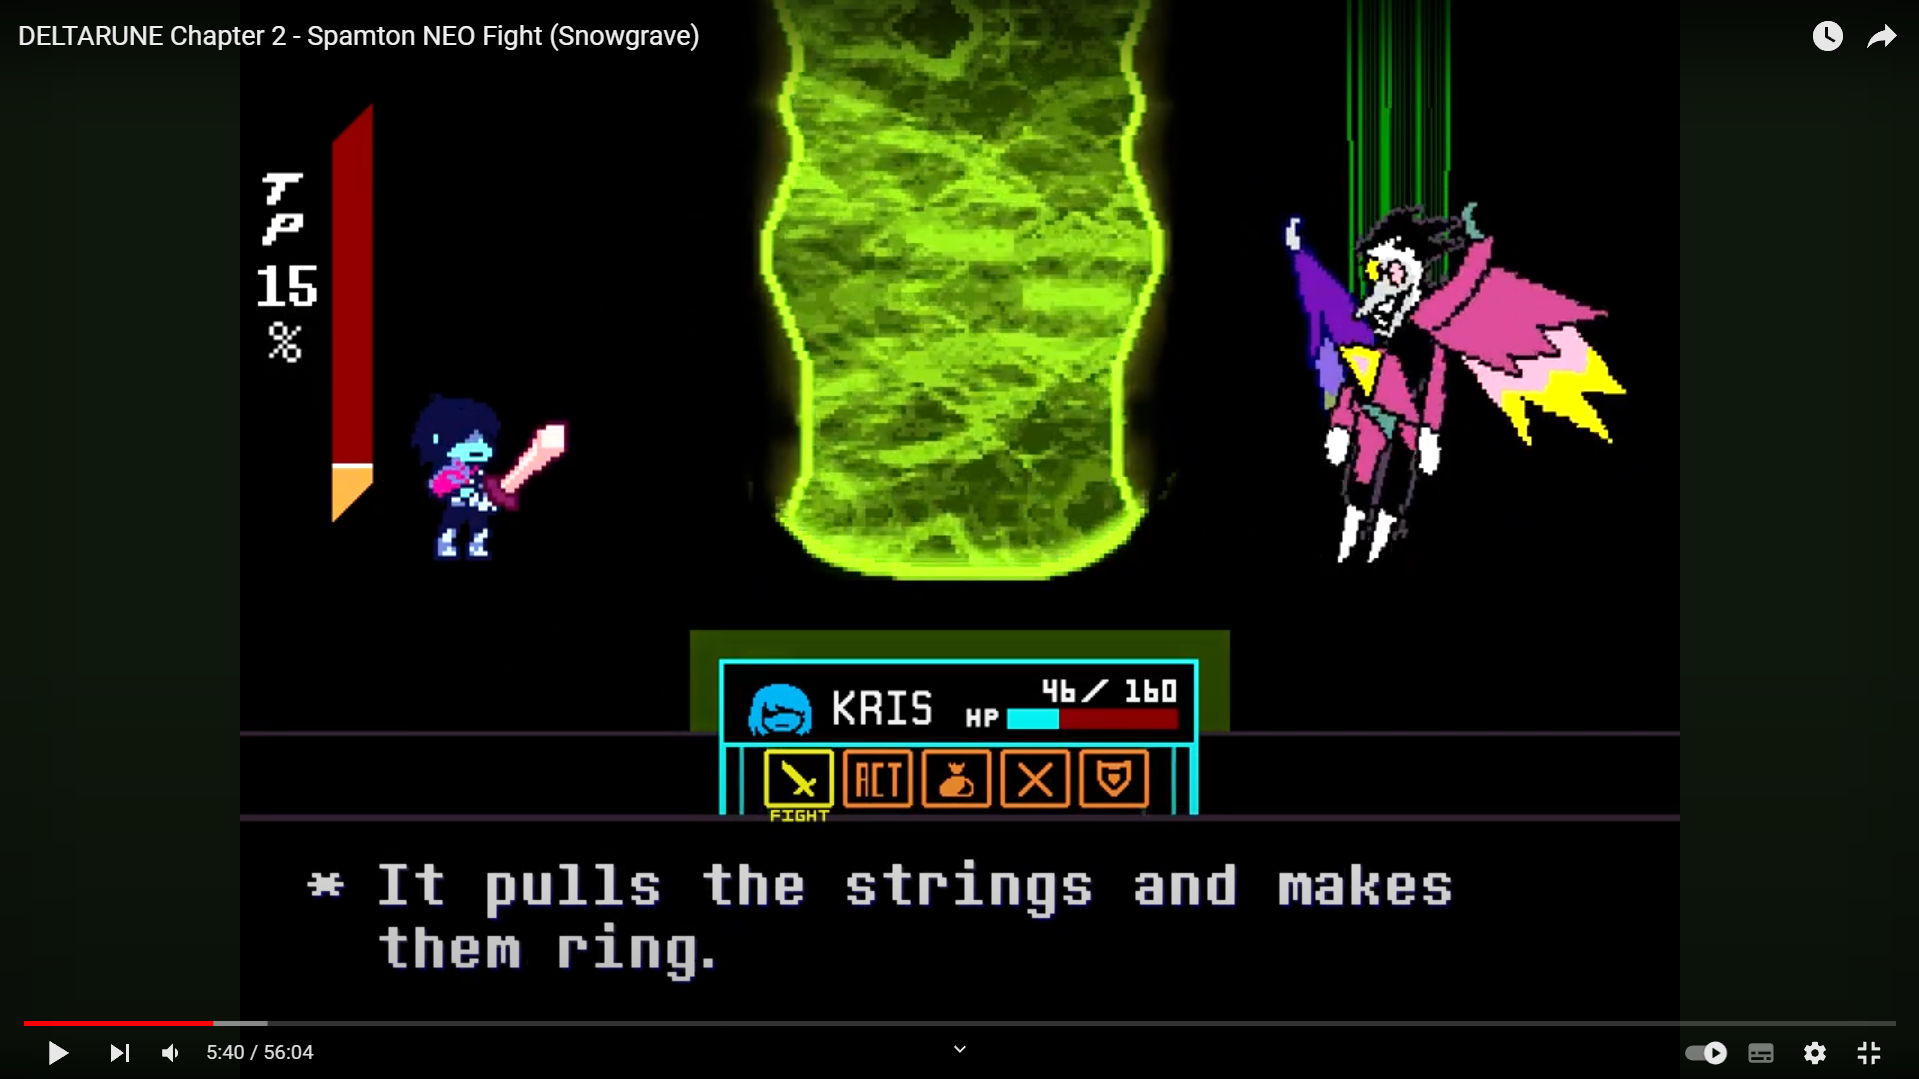 DELTARUNE Chapter 2 - Spamton NEO Fight (Snowgrave)
TP
15
%
KRIS
HP
46/ 160
ACT
FIGHT
* It pulls the strings and makes
them ring.
5:40 / 56:04